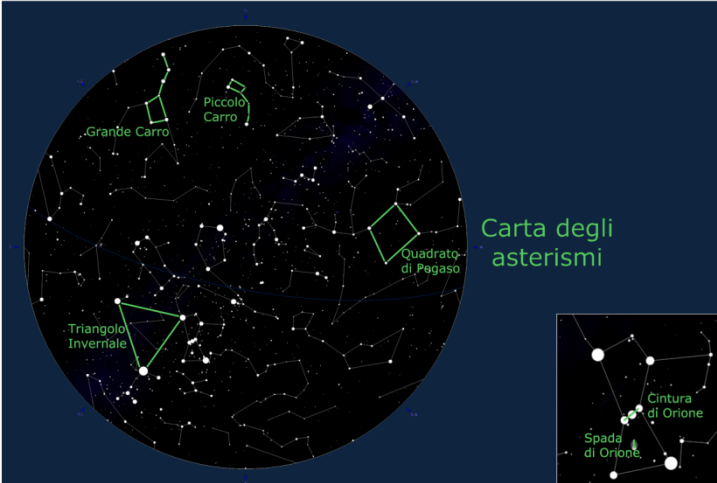 Grande Carro
Piccolo
Carro
Quadrato
di Pegaso
Carta degli
asterismi
Triangolo
Invernale
Cintura
di Orione
Spada
di Orione